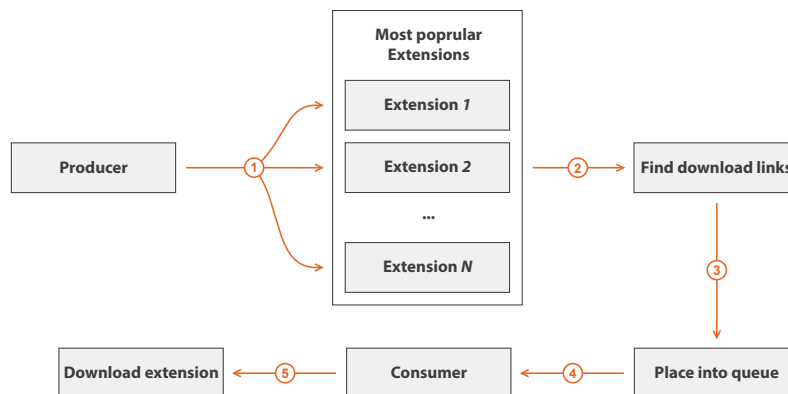 Most poprular
Extensions
Extension 1
Producer
1
Extension 2
2
Find download links
...
Extension N
3
Download extension
5
Consumer
4
Place into queue